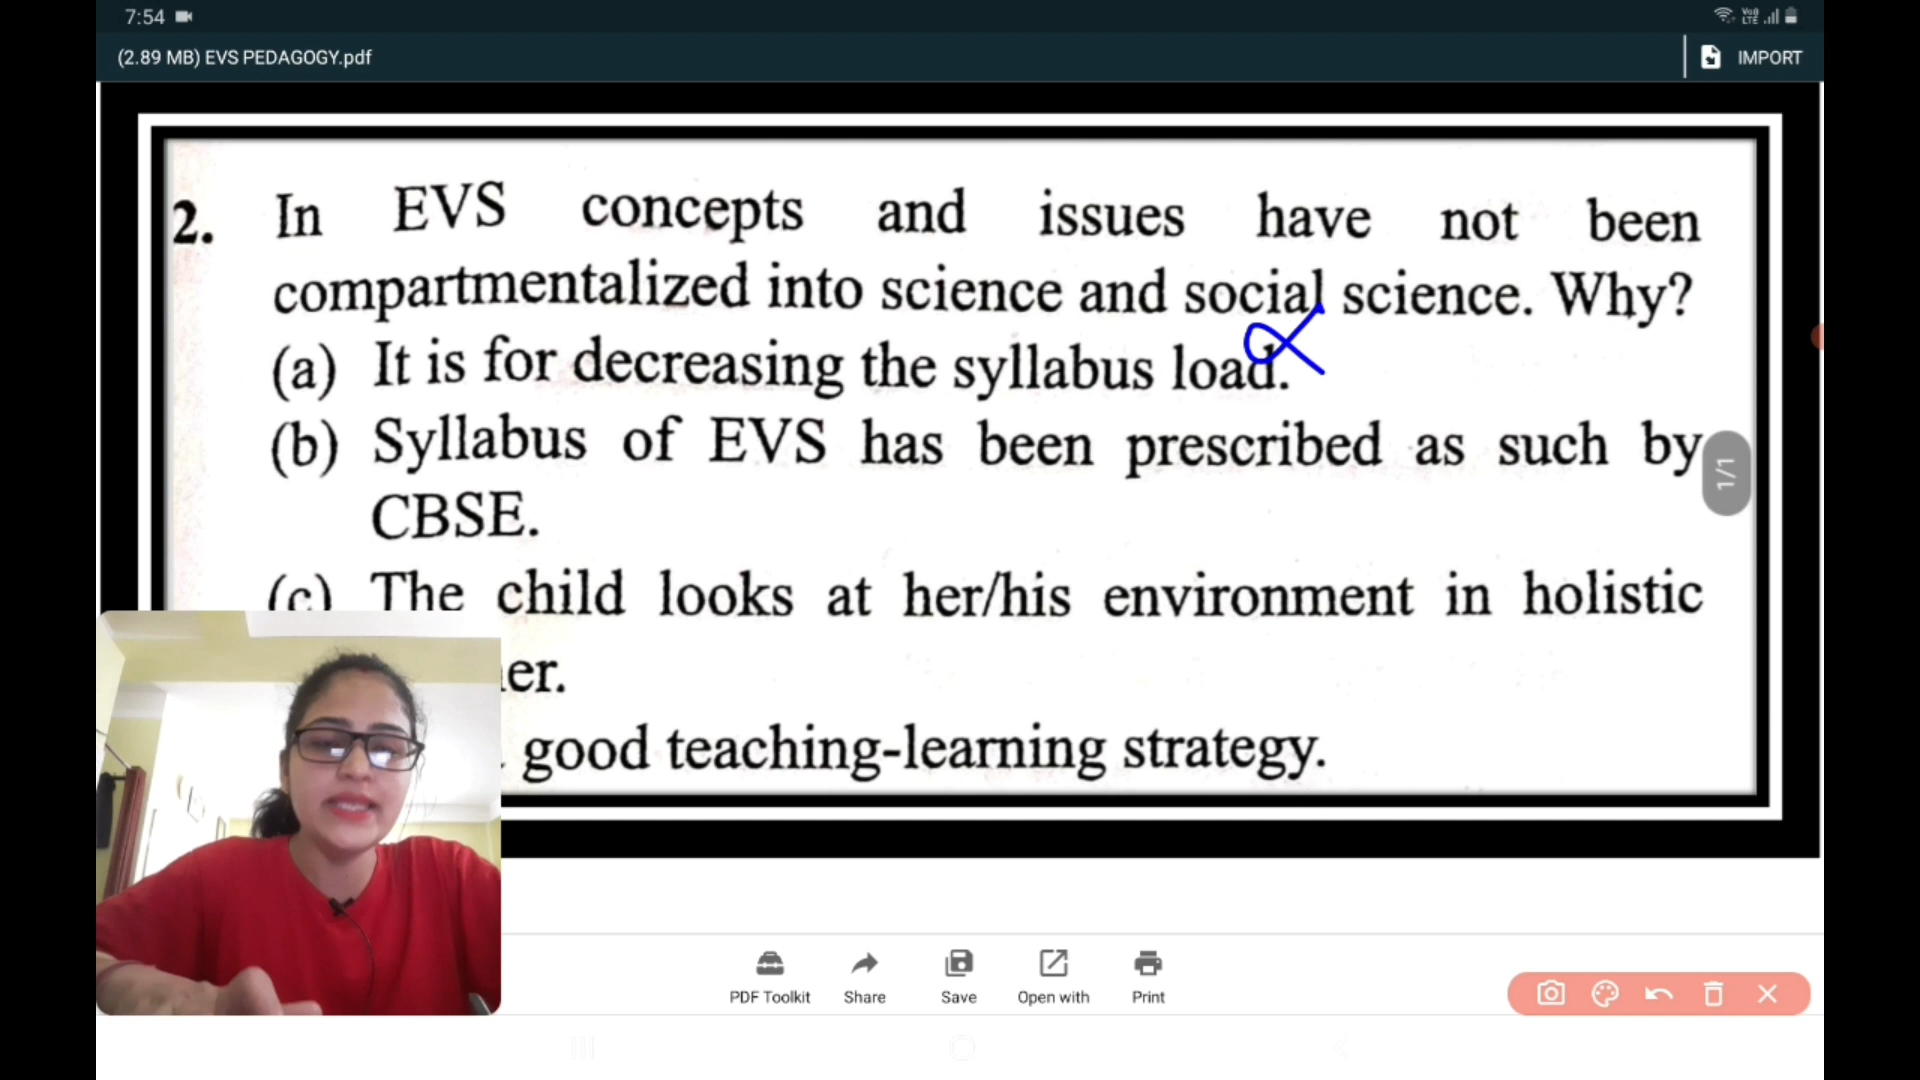 7:54
(2.89 MB) EVS PEDAGOGY.pdf
IMPORT
2. In EVS concepts and issues have not been
compartmentalized into science and social science. Why?
(a) It is for decreasing the syllabus load.
(b) Syllabus of EVS has been prescribed as such by
CBSE.
(c) The child looks at her/his environment in holistic
er.
good teaching-learning strategy.
1/1
PDF Toolkit
Share
Save
Open with
Print